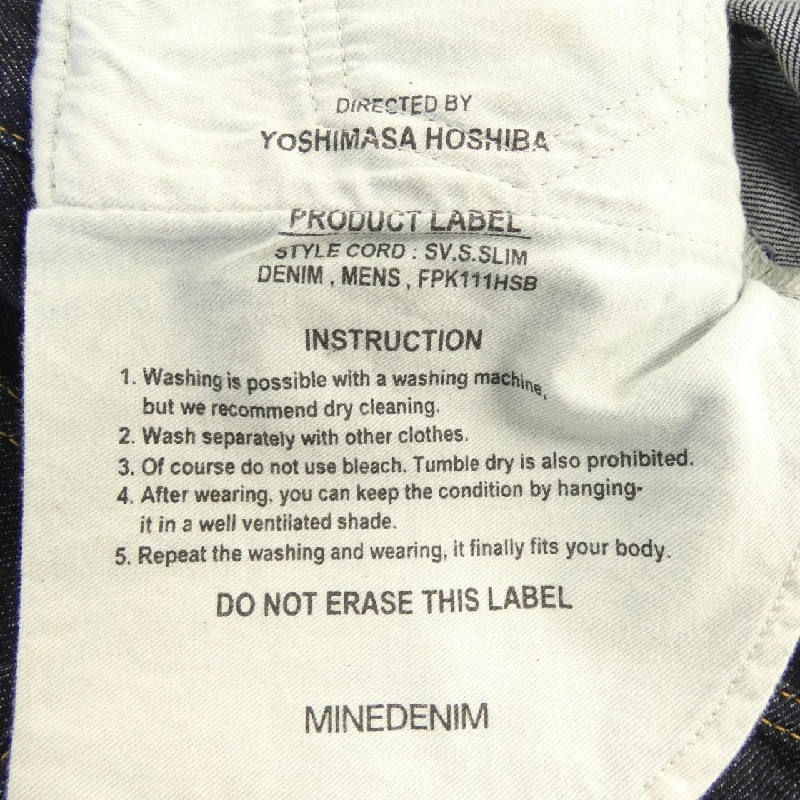 DIRECTED BY
YOSHIMASA HOSHIBA
PRODUCT LABEL
STYLE CORD : SV.S.SLIM
DENIM , MENS , FPK111HSB
INSTRUCTION
1. Washing is possible with a washing machine,
but we recommend dry cleaning.
2. Wash separately with other clothes.
3. Of course do not use bleach. Tumble dry is also prohibited.
4. After wearing, you can keep the condition by hanging-
it in a well ventilated shade.
5. Repeat the washing and wearing, it finally fits your body.
DO NOT ERASE THIS LABEL
MINEDENIM